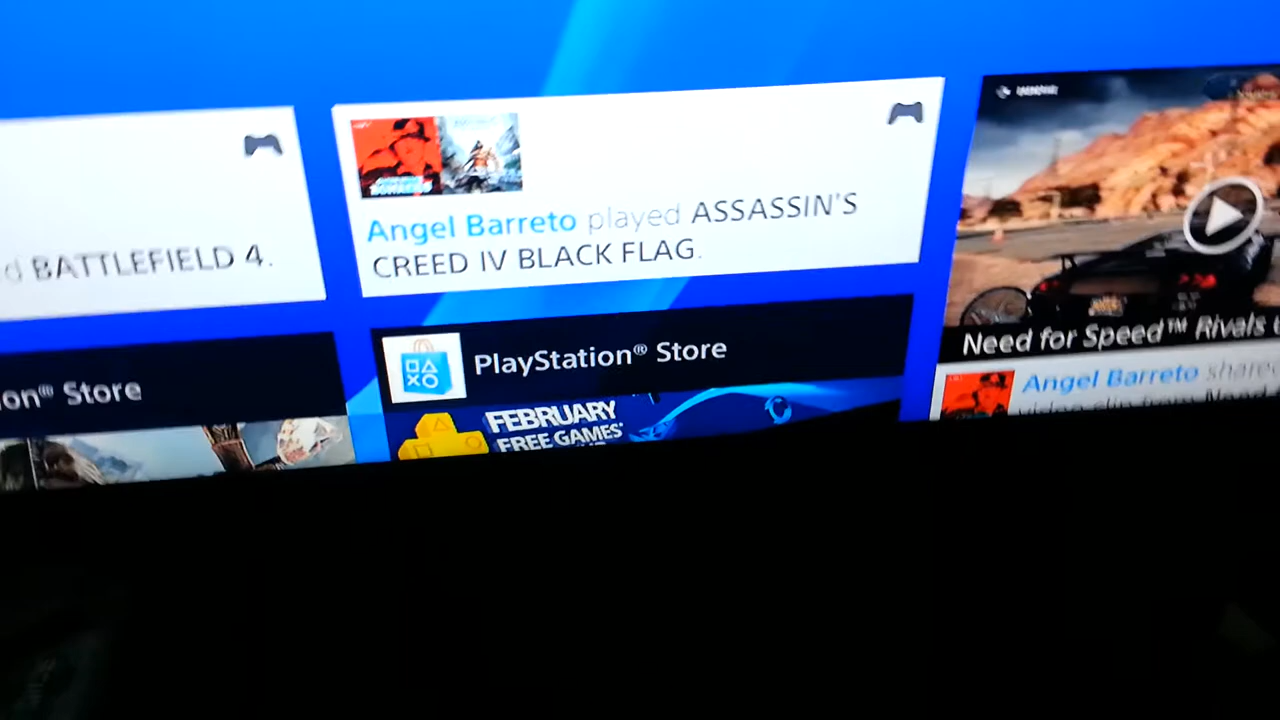 BATTLEFIELD 4.
Angel Barreto played ASSASSIN'S
CREED IV BLACK FLAG.
on® Store
PlayStation® Store
FEBRUARY
FREE GAMES*
Need for Speed™ Rivals
Angel Barreto share